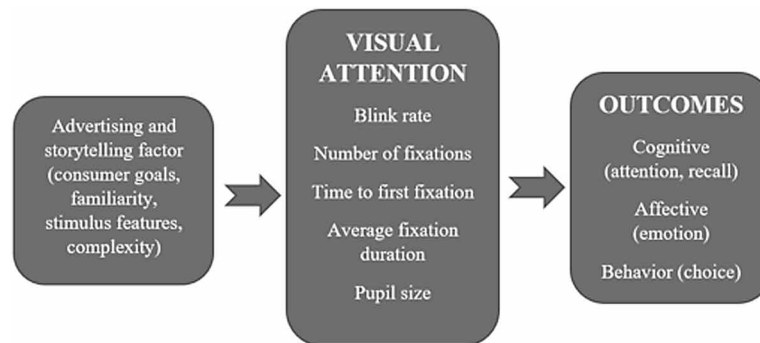 Advertising and
storytelling factor
(consumer goals,
familiarity,
stimulus features,
complexity)
VISUAL
ATTENTION
Blink rate
Number of fixations
Time to first fixation
Average fixation
duration
Pupil size
OUTCOMES
Cognitive
(attention, recall)
Affective
(emotion)
Behavior (choice)